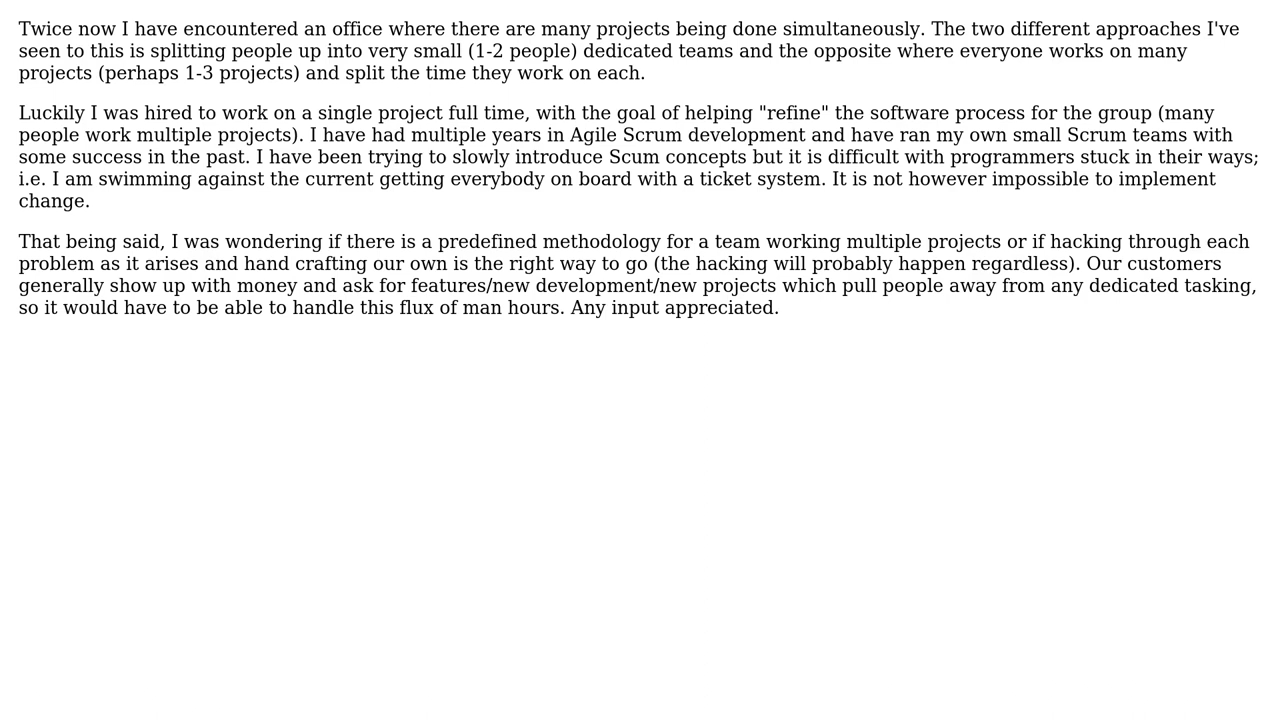 Twice now I have encountered an office where there are many projects being done simultaneously. The two different approaches I've
seen to this is splitting people up into very small (1-2 people) dedicated teams and the opposite where everyone works on many
projects (perhaps 1-3 projects) and split the time they work on each.
Luckily I was hired to work on a single project full time, with the goal of helping "refine" the software process for the group (many
people work multiple projects). I have had multiple years in Agile Scrum development and have ran my own small Scrum teams with
some success in the past. I have been trying to slowly introduce Scum concepts but it is difficult with programmers stuck in their ways;
i.e. I am swimming against the current getting everybody on board with a ticket system. It is not however impossible to implement
change.
That being said, I was wondering if there is a predefined methodology for a team working multiple projects or if hacking through each
problem as it arises and hand crafting our own is the right way to go (the hacking will probably happen regardless). Our customers
generally show up with money and ask for features/new development/new projects which pull people away from any dedicated tasking,
so it would have to be able to handle this flux of man hours. Any input appreciated.